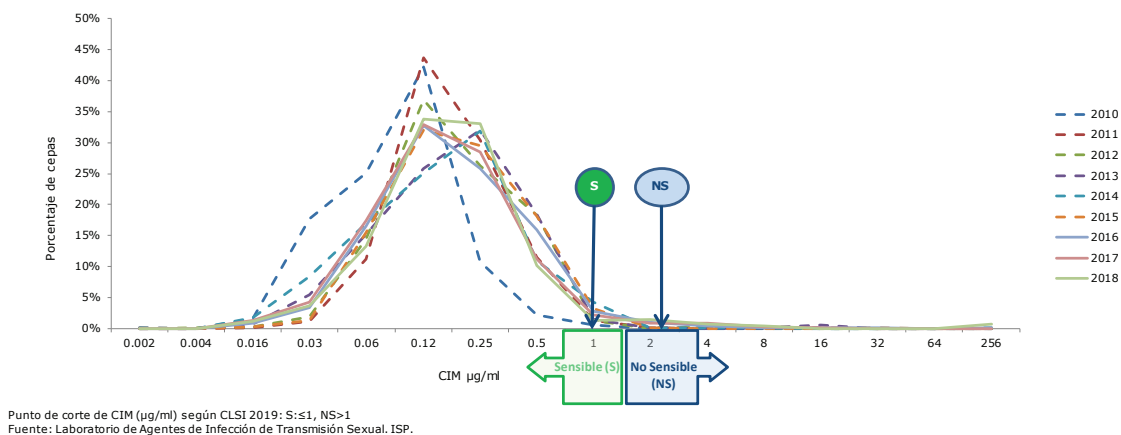 50%
45%
40%
35%
30%
25%
20%
15%
10%
5%
0%
Porcentaje de cepas
0.002 0.004 0.016 0.03 0.06 0.12 0.25 0.5 1 2 4 8 16 32 64 256
CIM µg/ml
S
NS
Sensible (S)
No Sensible
(NS)
2010
2011
2012
2013
2014
2015
2016
2017
2018
Punto de corte de CIM (µg/ml) según CLSI 2019: S:≤1, NS>1
Fuente: Laboratorio de Agentes de Infección de Transmisión Sexual. ISP.